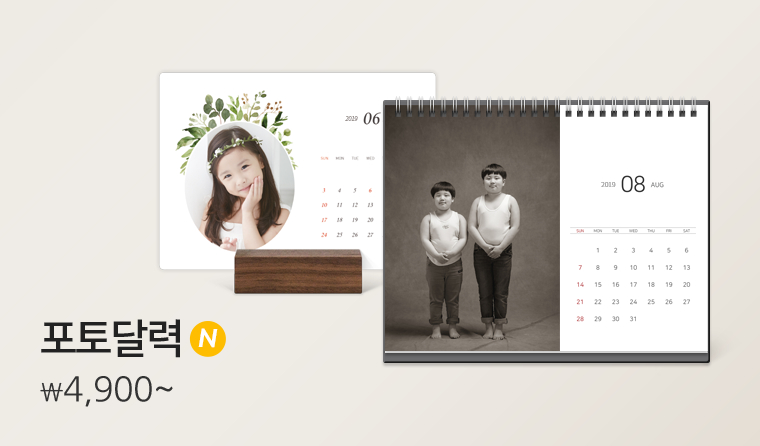 2019 06
SUN MON TUE WED
3 4 5 6
10 11 12 13
17 18 19 20
24 25 26 27
2019 08 AUG
SUN MON TUE WED THU FRI SAT
1 2 3 4 5 6
7 8 9 10 11 12 13
14 15 16 17 18 19 20
21 22 23 24 25 26 27
28 29 30 31
포토달력 N
₩4,900~